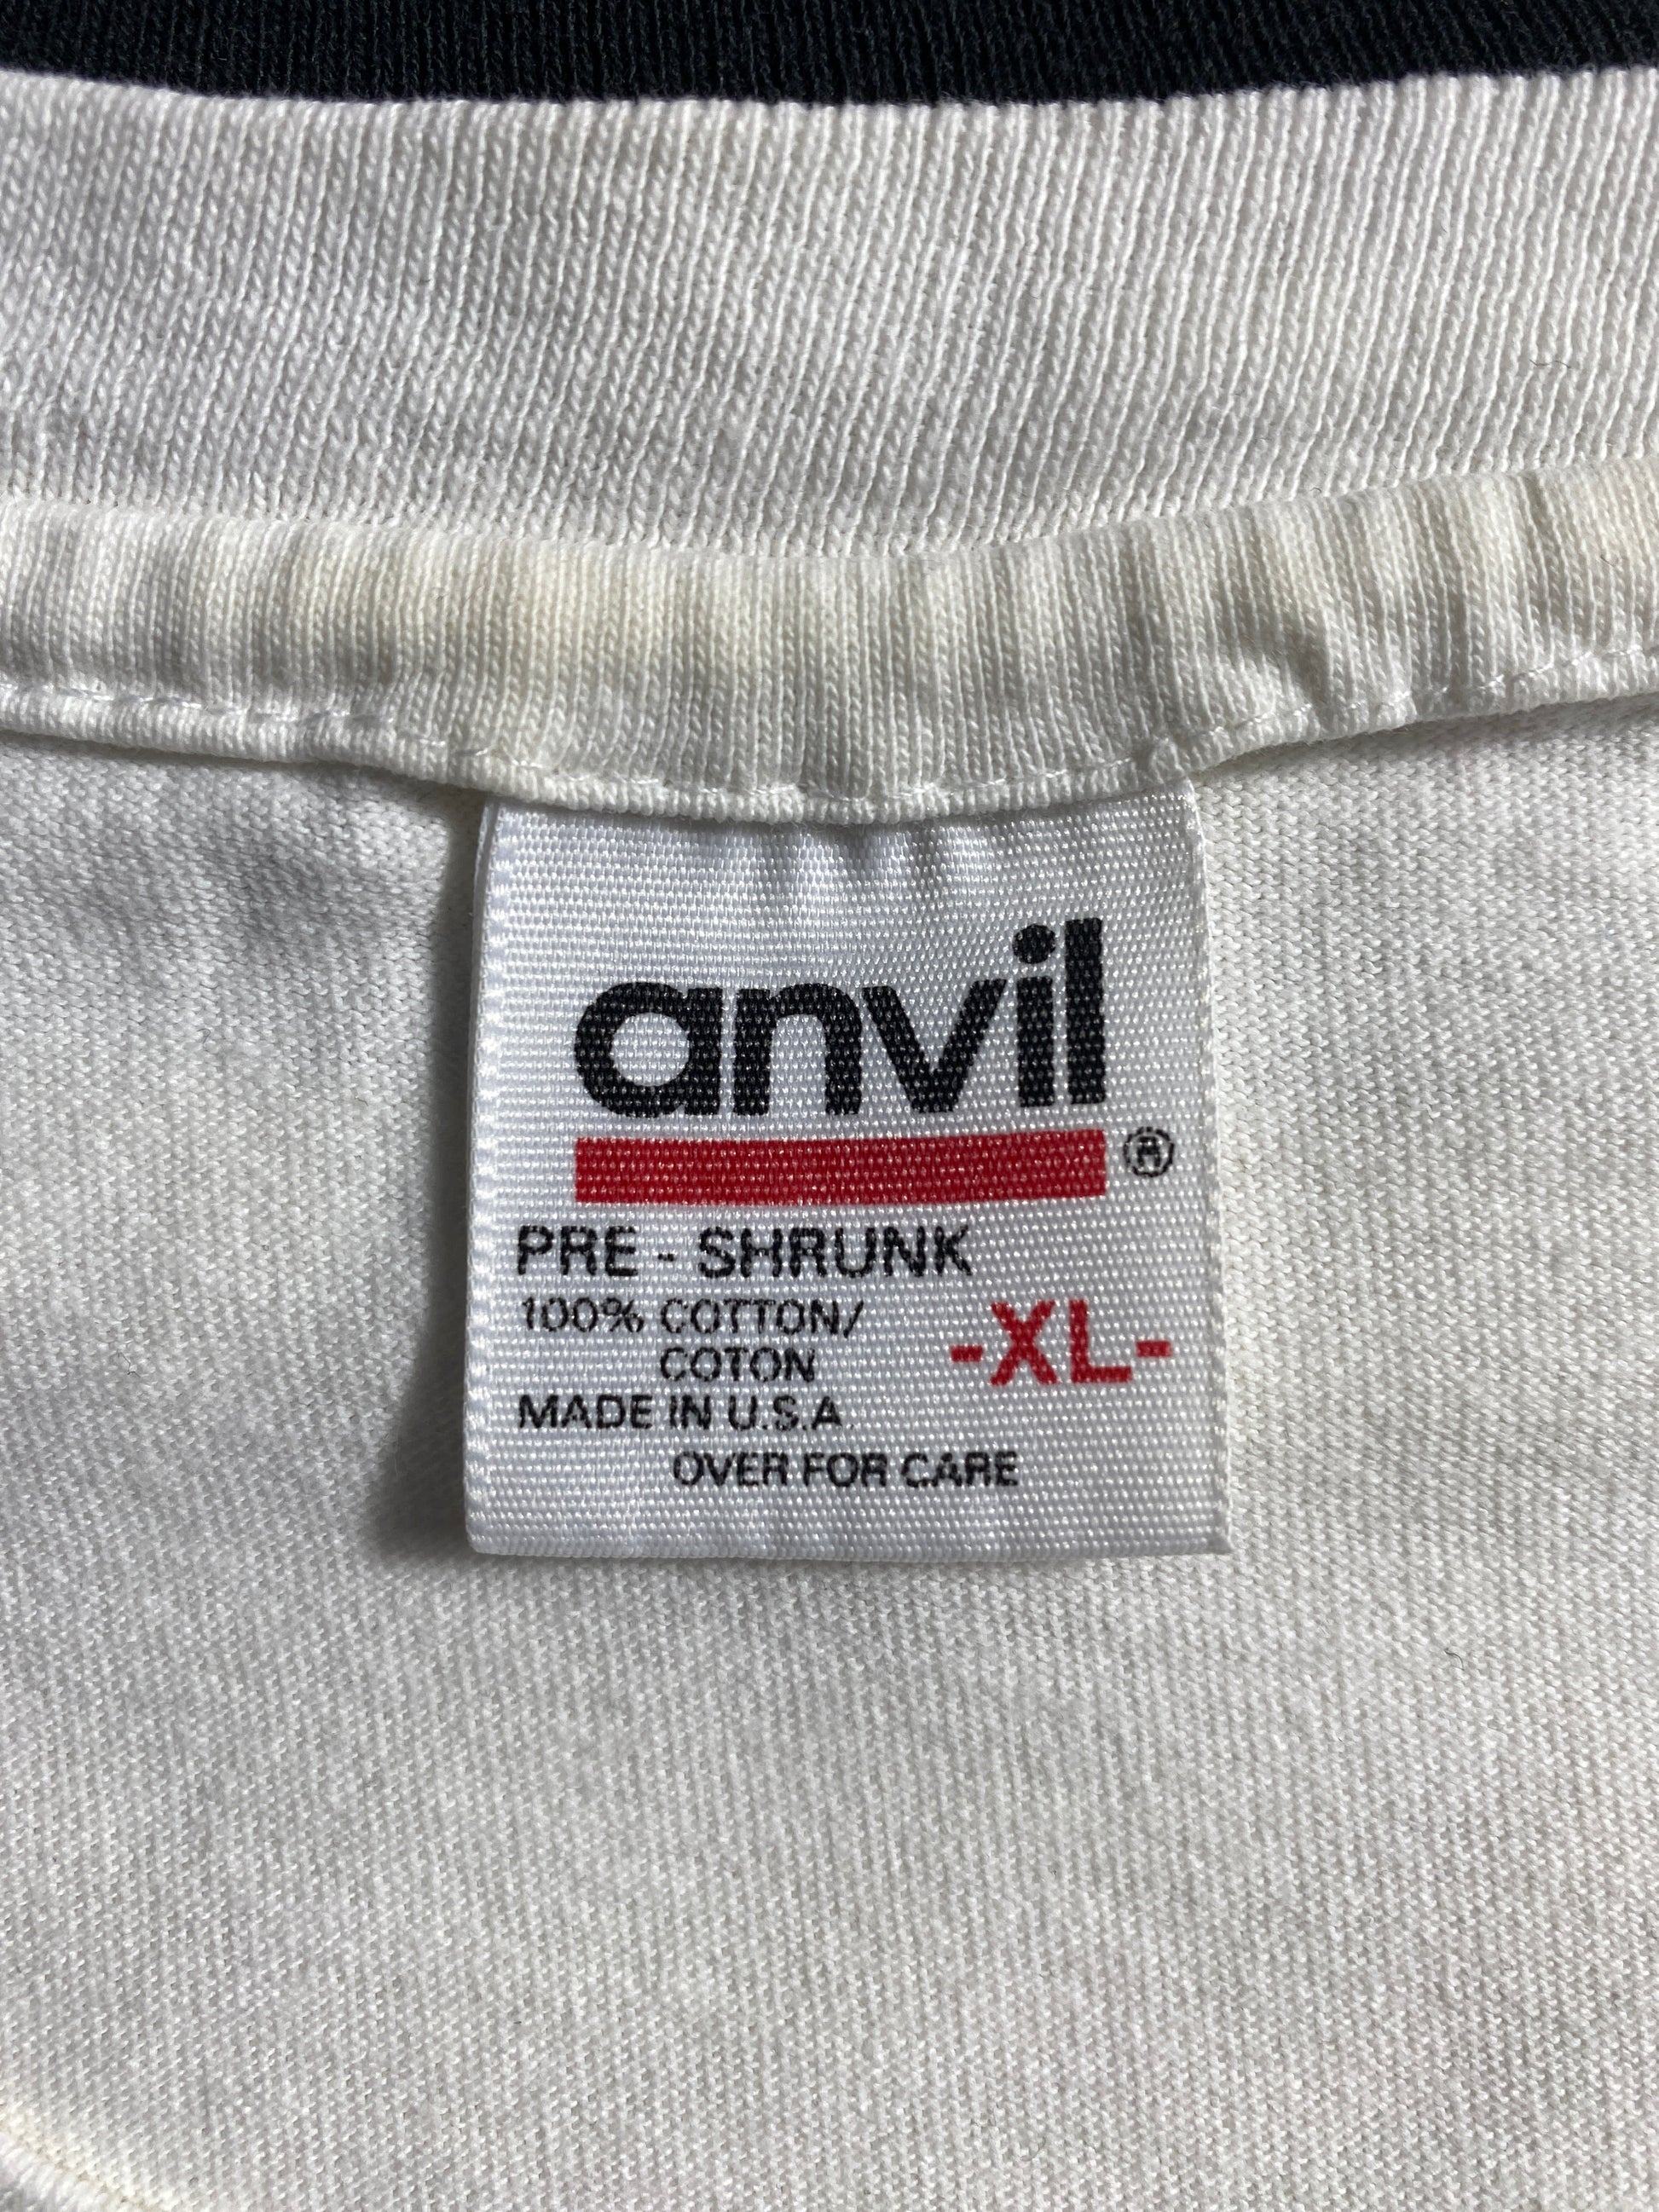 anvil
®
PRE - SHRUNK
100% COTTON/
COTON
-XL-
MADE IN U.S.A
OVER FOR CARE